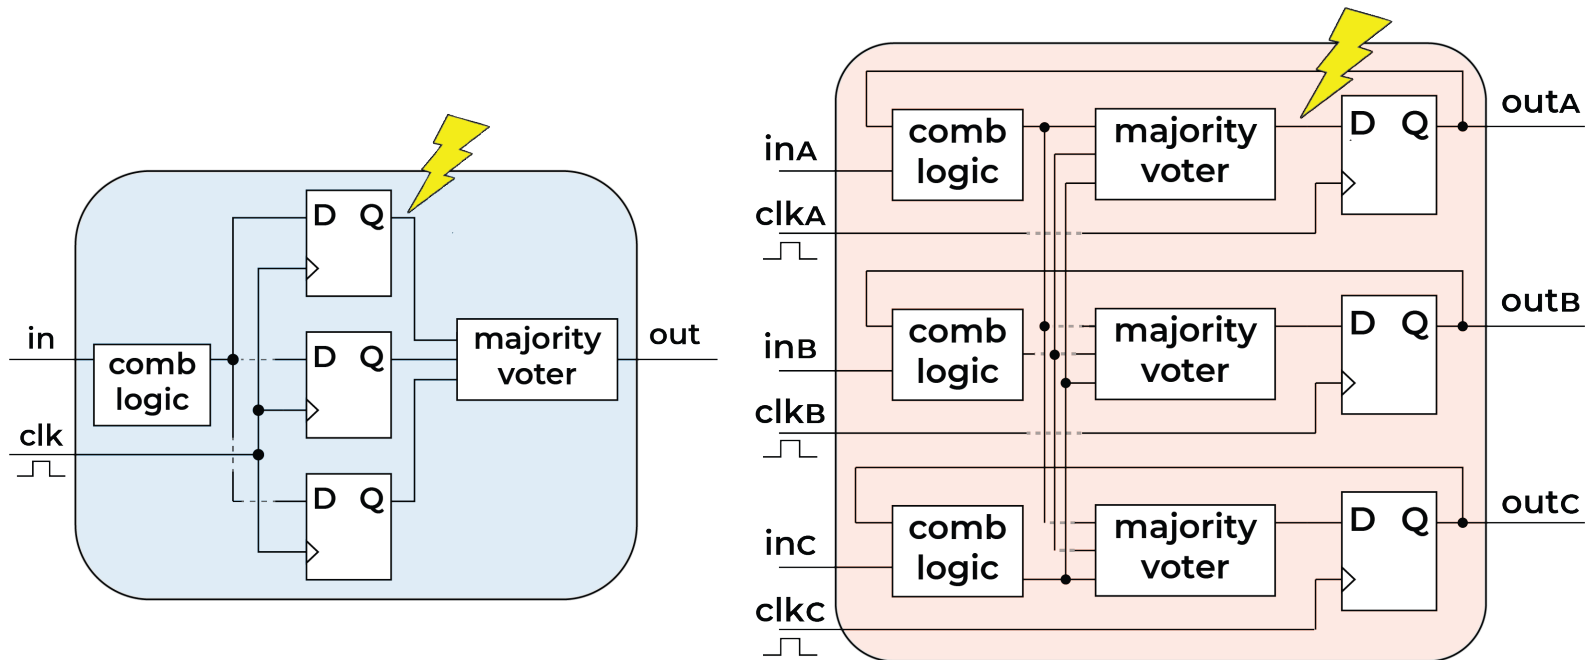 in
clk
comb
logic
D Q
D Q
D Q
majority
voter
out
inA
clkA
comb
logic
majority
voter
D Q
outA
inB
clkB
comb
logic
majority
voter
D Q
outB
inC
clkC
comb
logic
majority
voter
D Q
outC